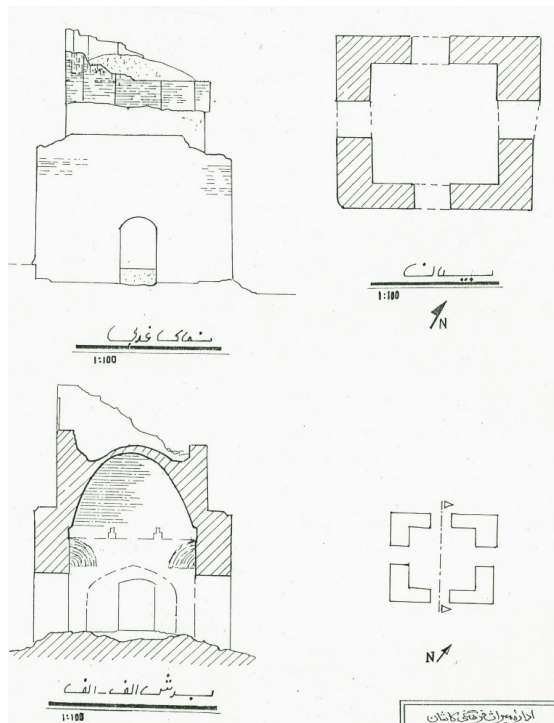 پلان
1:100
N
نمای غربی
1:100
N
برش الف - الف
1:100
اداره میراث فرهنگی کاشان